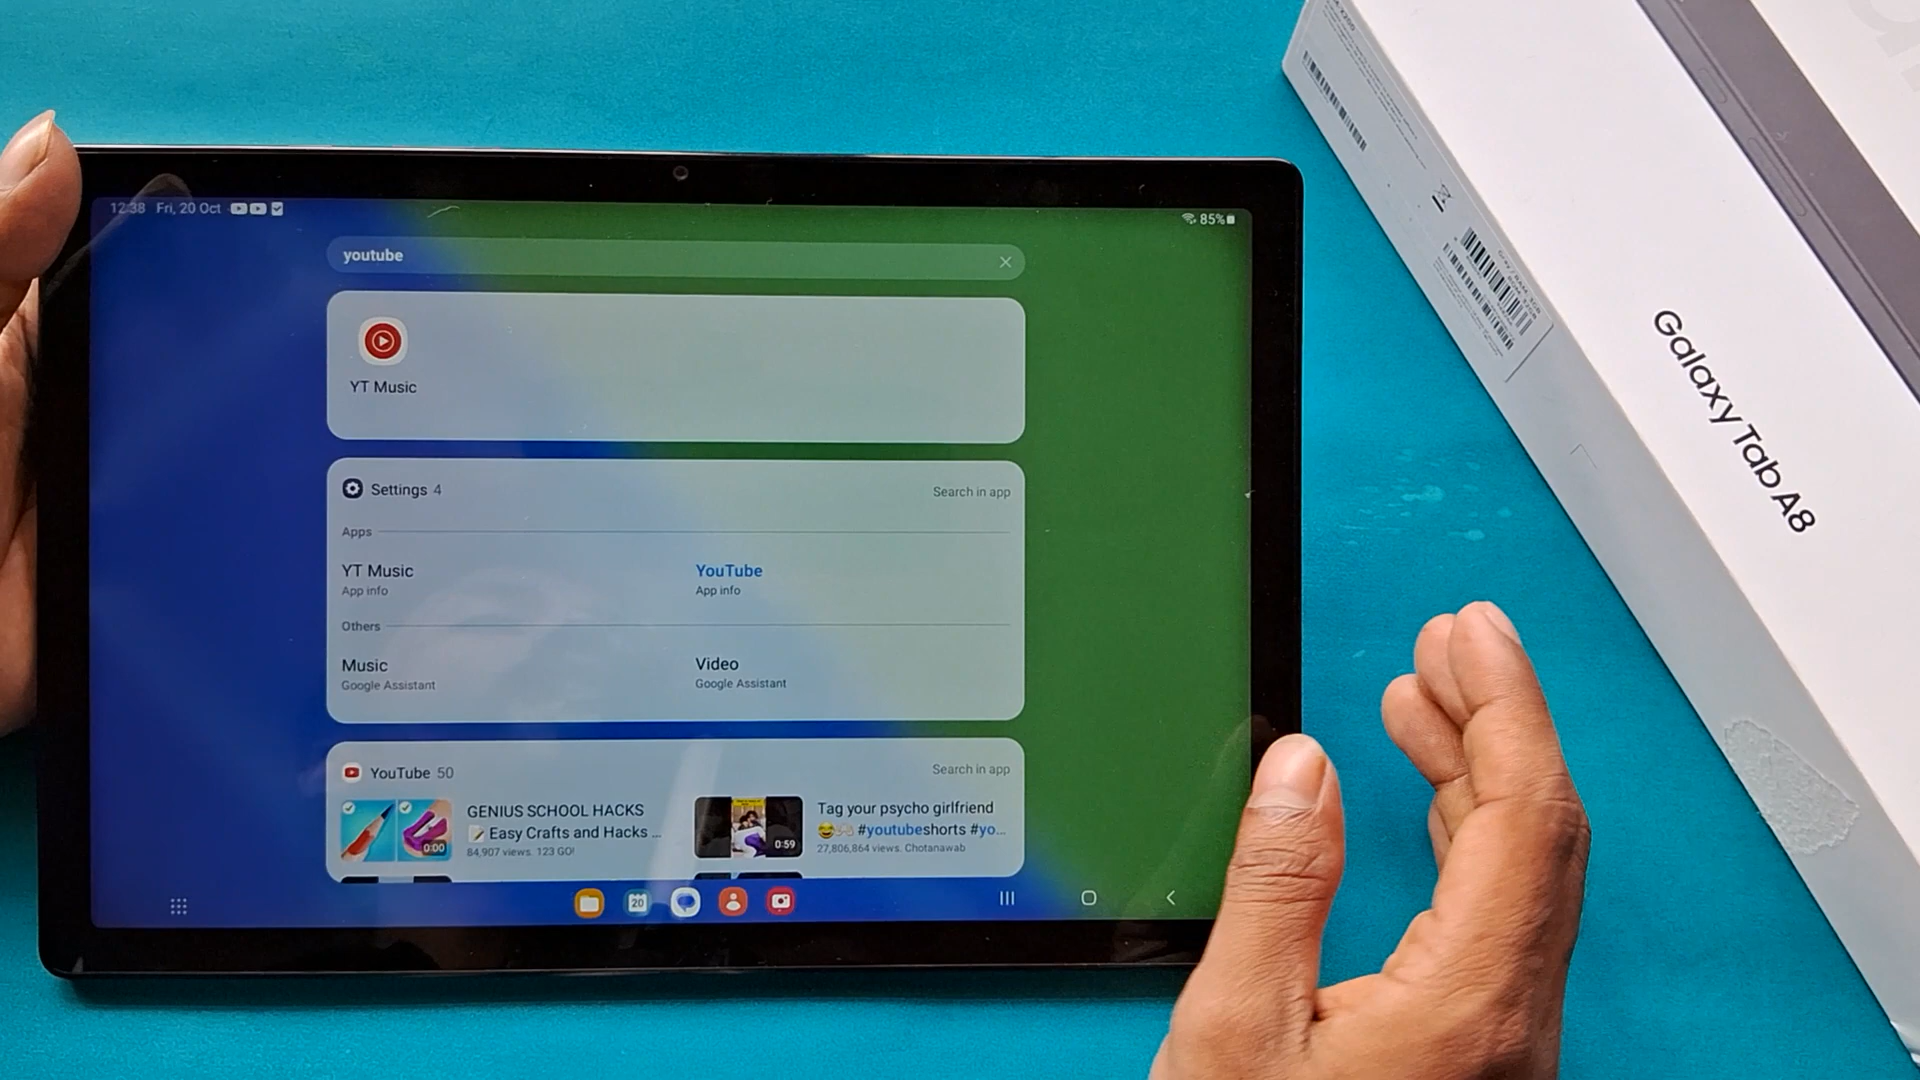 12:38 Fri, 20 Oct
85%
youtube
YT Music
Settings 4
Search in app
Apps
YT Music
App info
YouTube
App info
Others
Music
Google Assistant
Video
Google Assistant
YouTube 50
Search in app
GENIUS SCHOOL HACKS
📝 Easy Crafts and Hacks ...
84,907 views. 123 GO!
0:00
Tag your psycho girlfriend
#youtubeshorts #yo...
27,806,864 views. Chotanawab
0:59
20
Galaxy Tab A8